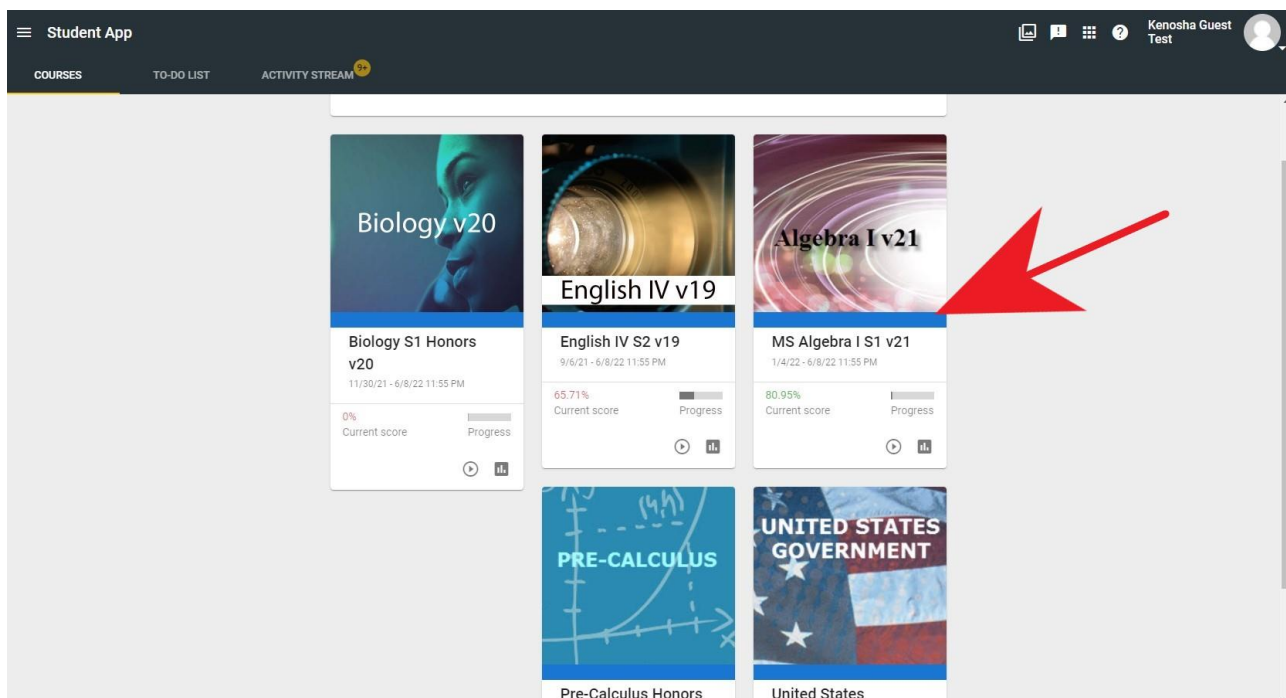 Student App
Kenosha Guest
Test
COURSES
TO-DO LIST
ACTIVITY STREAM
9+
Biology v20
Biology S1 Honors
v20
11/30/21 - 6/8/22 11:55 PM
0%
Current score
Progress
English IV v19
English IV S2 v19
9/6/21 - 6/8/22 11:55 PM
65.71%
Current score
Progress
Algebra I v21
MS Algebra I S1 v21
1/4/22 - 6/8/22 11:55 PM
80.95%
Current score
Progress
(4,y)
PRE-CALCULUS
x
Pre-Calculus Honors
UNITED STATES
GOVERNMENT
United States